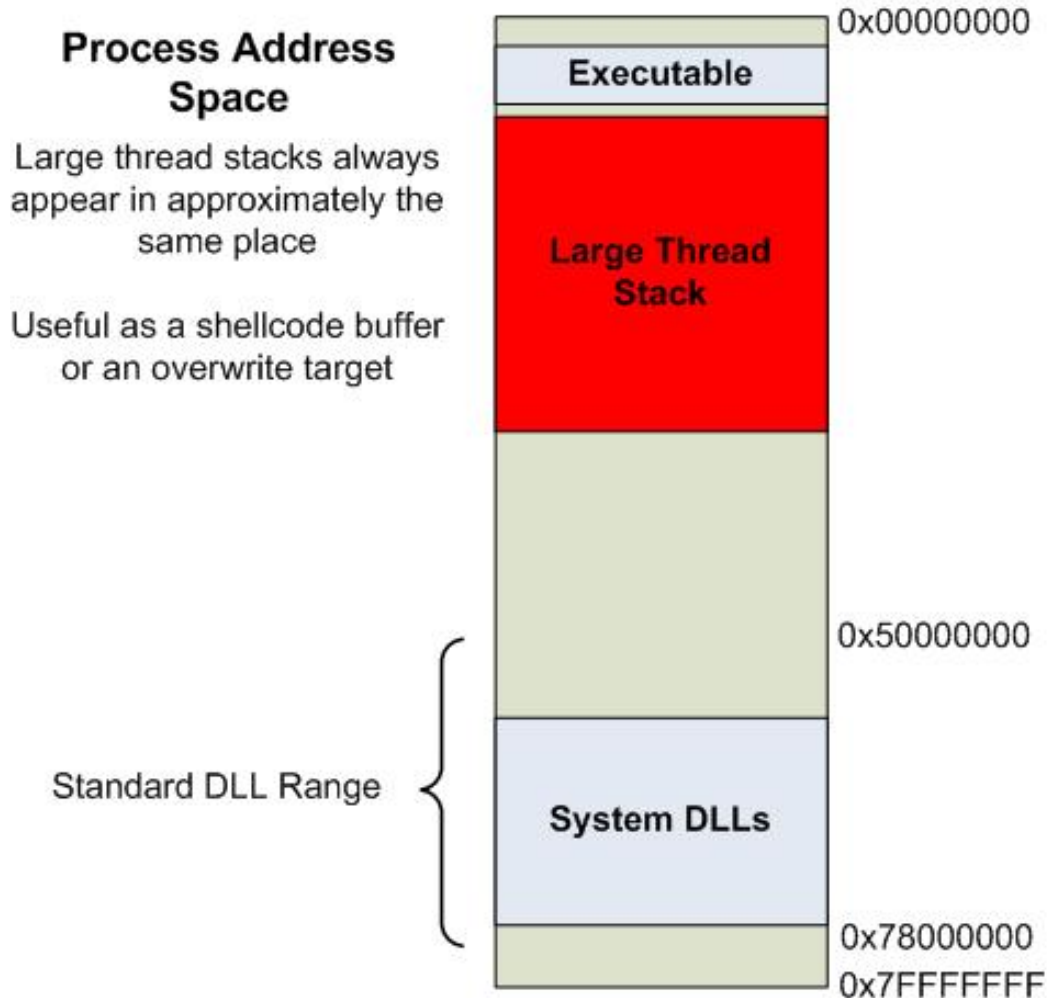 Process Address
Space
Large thread stacks always
appear in approximately the
same place
Useful as a shellcode buffer
or an overwrite target
0x00000000
Executable
Large Thread
Stack
0x50000000
Standard DLL Range
System DLLs
0x78000000
0x7FFFFFFF